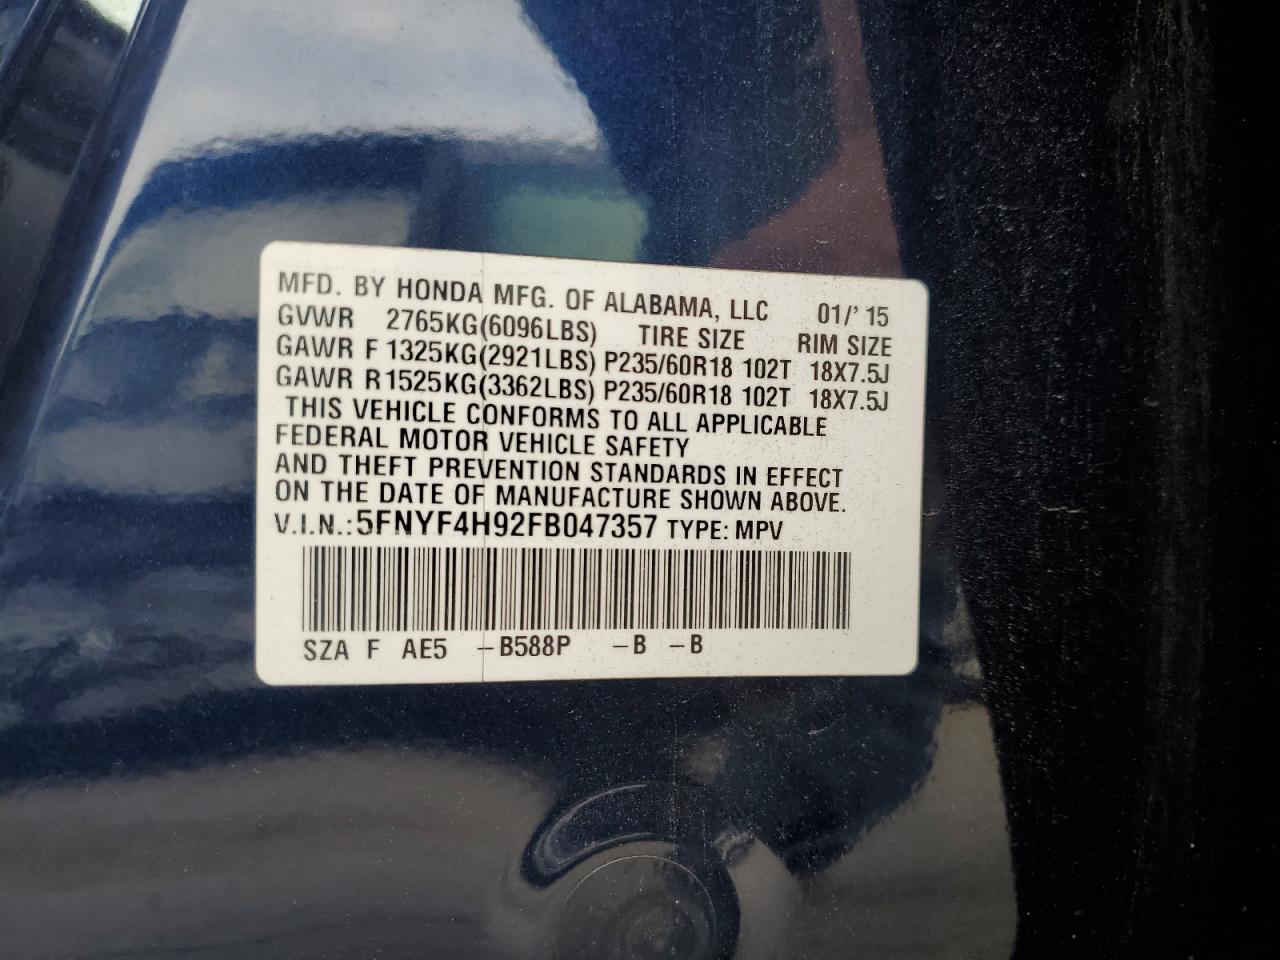 MFD. BY HONDA MFG. OF ALABAMA, LLC 01/' 15
GVWR 2765KG(6096LBS) TIRE SIZE RIM SIZE
GAWR F 1325KG(2921LBS) P235/60R18 102T 18X7.5J
GAWR R 1525KG(3362LBS) P235/60R18 102T 18X7.5J
THIS VEHICLE CONFORMS TO ALL APPLICABLE
FEDERAL MOTOR VEHICLE SAFETY
AND THEFT PREVENTION STANDARDS IN EFFECT
ON THE DATE OF MANUFACTURE SHOWN ABOVE.
V.I.N.: 5FNYF4H92FB047357 TYPE: MPV
SZA F AE5 -B588P -B -B